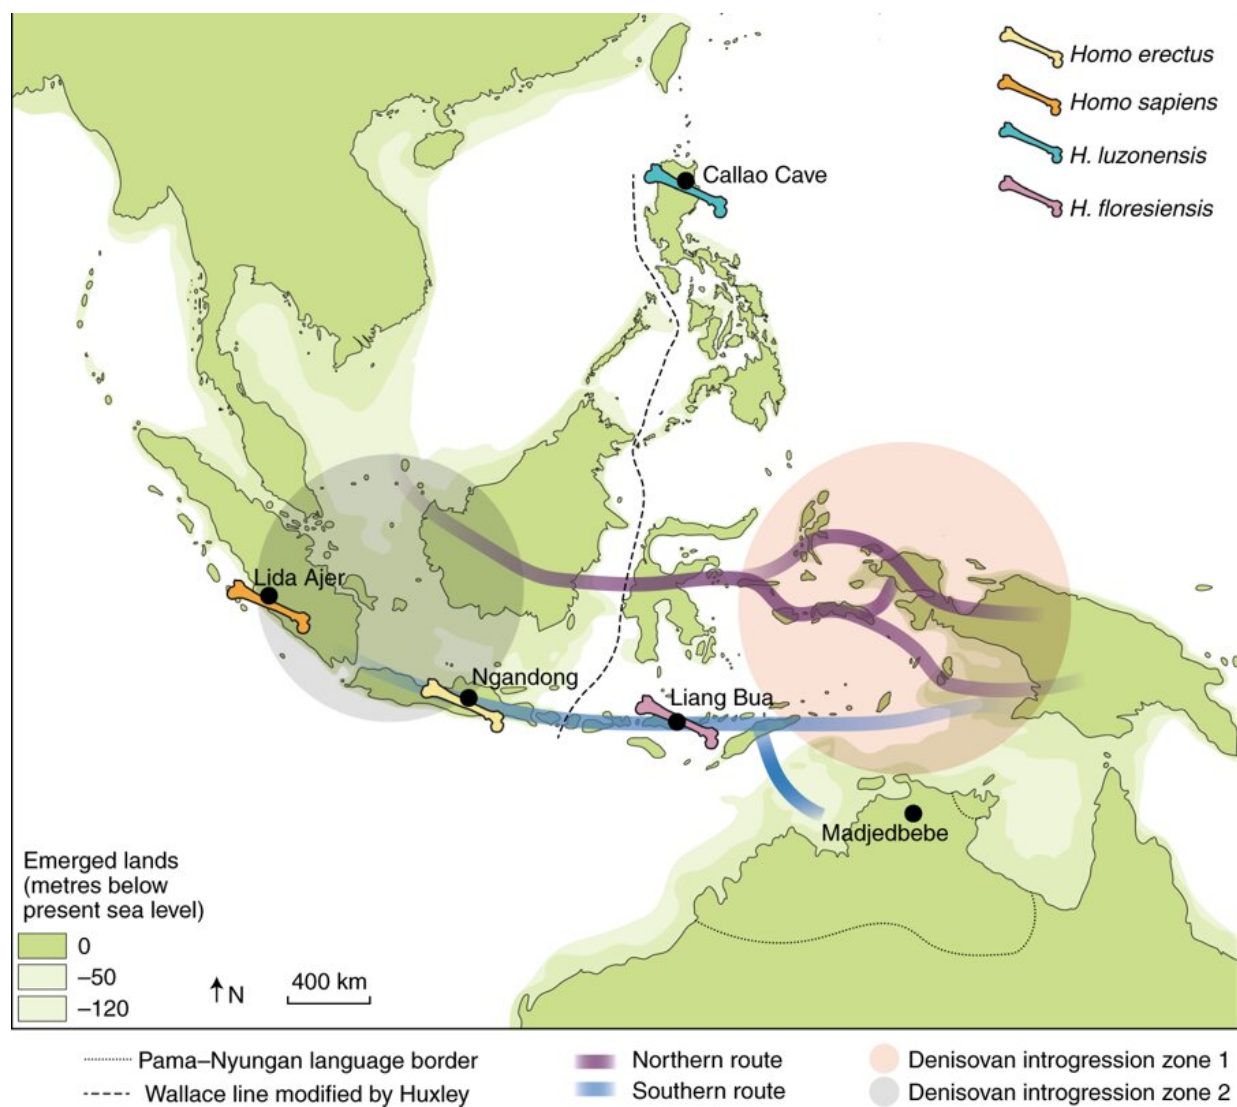 Homo erectus
Homo sapiens
H. luzonensis
H. floresiensis
Callao Cave
Lida Ajer
Ngandong
Liang Bua
Madjedbebe
Emerged lands
(metres below
present sea level)
0
–50
–120
N
400 km
Pama–Nyungan language border
Wallace line modified by Huxley
Northern route
Southern route
Denisovan introgression zone 1
Denisovan introgression zone 2